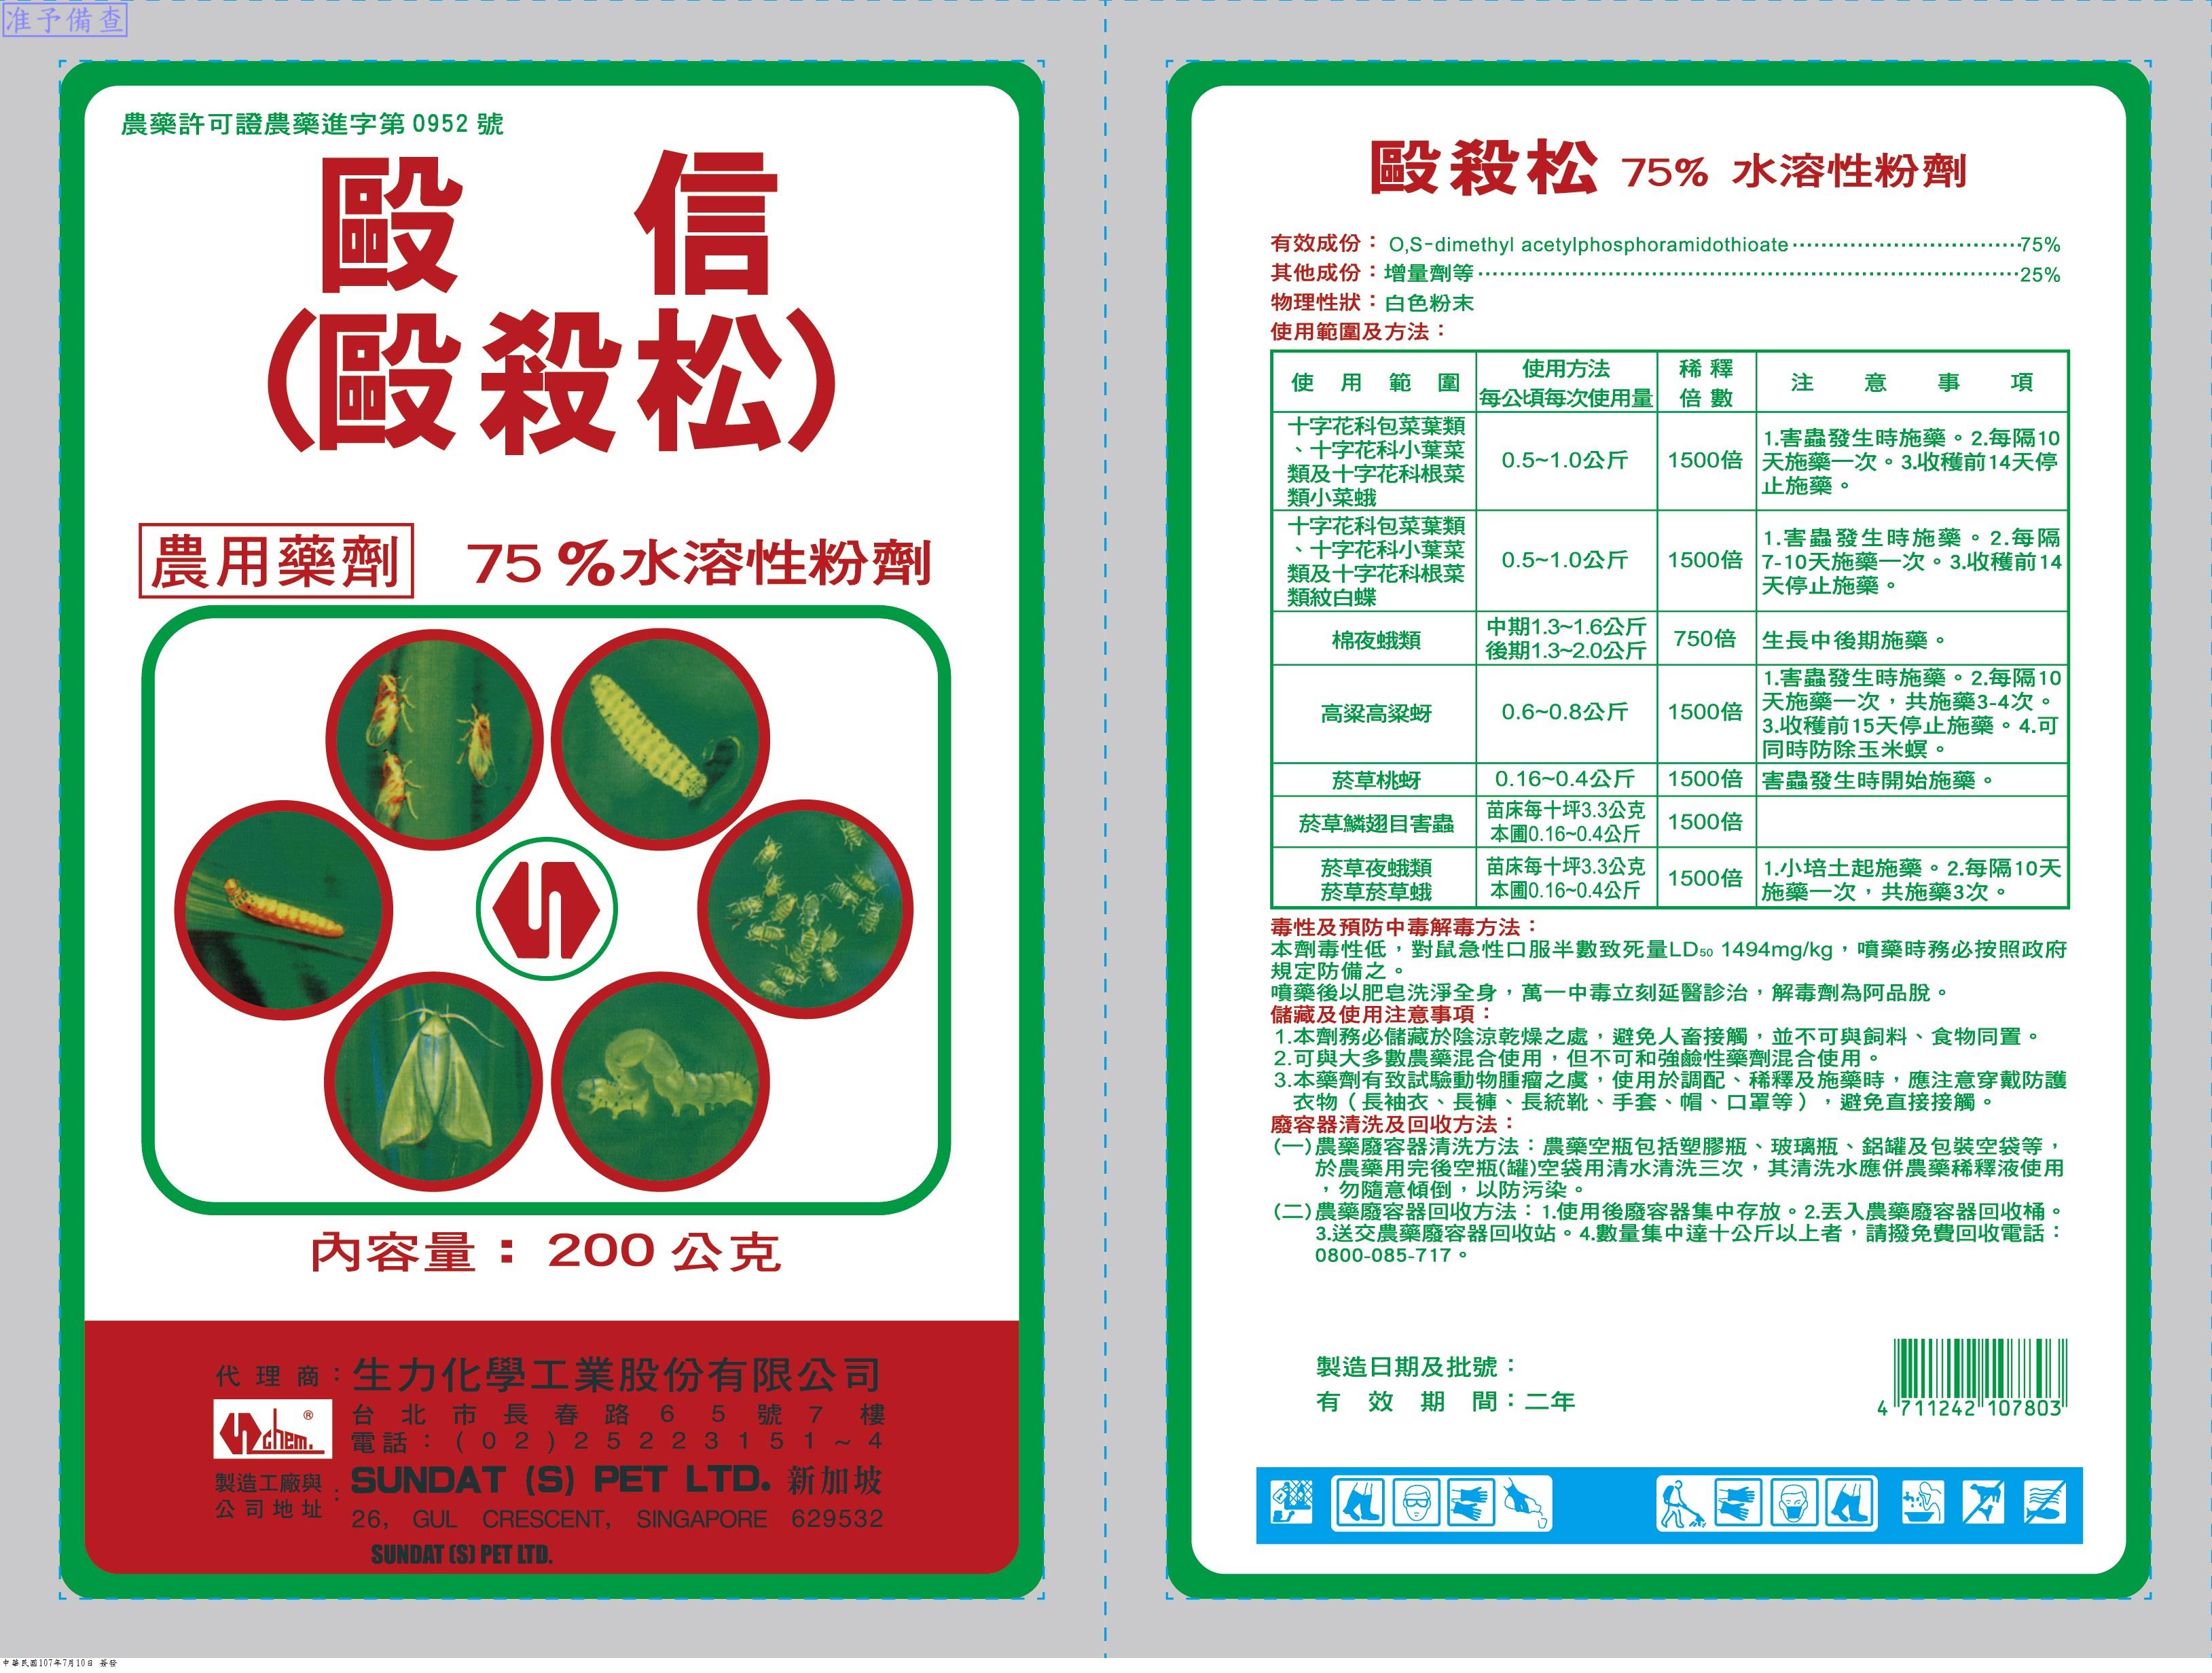 准予備查
農藥許可證農藥進字第 0952 號
毆 信
(毆殺松)
農用藥劑 75%水溶性粉劑
內容量：200 公克
代理商：生力化學工業股份有限公司
chem.®
台北市長春路65號7樓
電話：(02)25223151~4
製造工廠與
公司地址：
SUNDAT (S) PET LTD. 新加坡
26, GUL CRESCENT, SINGAPORE 629532
SUNDAT (S) PET LTD.
毆殺松 75% 水溶性粉劑
有效成份：O,S-dimethyl acetylphosphoramidothioate⋯⋯⋯⋯⋯⋯⋯75%
其他成份：增量劑等⋯⋯⋯⋯⋯⋯⋯⋯⋯⋯⋯⋯⋯⋯25%
物理性狀：白色粉末
使用範圍及方法：
使用範圍
使用方法
每公頃每次使用量
稀釋
倍數
注意事項
十字花科包菜葉類
、十字花科小葉菜
類及十字花科根菜
類小菜蛾
0.5~1.0公斤
1500倍
1.害蟲發生時施藥。2.每隔10
天施藥一次。3.收穫前14天停
止施藥。
十字花科包菜葉類
、十字花科小葉菜
類及十字花科根菜
類紋白蝶
0.5~1.0公斤
1500倍
1.害蟲發生時施藥。2.每隔
7-10天施藥一次。3.收穫前14
天停止施藥。
棉夜蛾類
中期1.3~1.6公斤
後期1.3~2.0公斤
750倍
生長中後期施藥。
高粱高粱蚜
0.6~0.8公斤
1500倍
1.害蟲發生時施藥。2.每隔10
天施藥一次，共施藥3-4次。
3.收穫前15天停止施藥。4.可
同時防除玉米螟。
菸草桃蚜
0.16~0.4公斤
1500倍
害蟲發生時開始施藥。
菸草鱗翅目害蟲
苗床每十坪3.3公克
本圃0.16~0.4公斤
1500倍
菸草夜蛾類
菸草菸草蛾
苗床每十坪3.3公克
本圃0.16~0.4公斤
1500倍
1.小培土起施藥。2.每隔10天
施藥一次，共施藥3次。
毒性及預防中毒解毒方法：
本劑毒性低，對鼠急性口服半數致死量LD₅₀ 1494mg/kg，噴藥時務必按照政府
規定防備之。
噴藥後以肥皂洗淨全身，萬一中毒立刻延醫診治，解毒劑為阿品脫。
儲藏及使用注意事項：
1.本劑務必儲藏於陰涼乾燥之處，避免人畜接觸，並不可與飼料、食物同置。
2.可與大多數農藥混合使用，但不可和強鹼性藥劑混合使用。
3.本藥劑有致試驗動物腫瘤之虞，使用於調配、稀釋及施藥時，應注意穿戴防護
衣物（長袖衣、長褲、長統靴、手套、帽、口罩等），避免直接接觸。
廢容器清洗及回收方法：
(一)農藥廢容器清洗方法：農藥空瓶包括塑膠瓶、玻璃瓶、鋁罐及包裝空袋等，
於農藥用完後空瓶(罐)空袋用清水清洗三次，其清洗水應併農藥稀釋液使用
，勿隨意傾倒，以防污染。
(二)農藥廢容器回收方法：1.使用後廢容器集中存放。2.丟入農藥廢容器回收桶。
3.送交農藥廢容器回收站。4.數量集中達十公斤以上者，請撥免費回收電話：
0800-085-717。
製造日期及批號：
有效期間：二年
4 711242 107803
中華民國107年7月10日 簽發